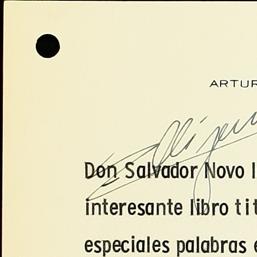 ARTUR
Don Salvador Novo l
interesante libro tit
especiales palabras e